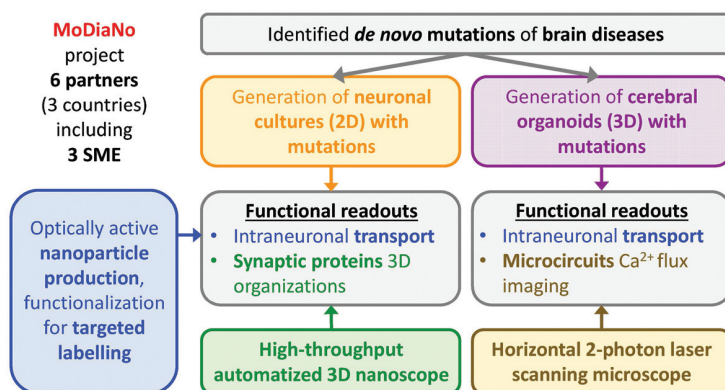 MoDiaNo
project
6 partners
(3 countries)
including
3 SME
Identified de novo mutations of brain diseases
Generation of neuronal
cultures (2D) with
mutations
Generation of cerebral
organoids (3D) with
mutations
Optically active
nanoparticle
production,
functionalization
for targeted
labelling
Functional readouts
• Intraneuronal transport
• Synaptic proteins 3D
organizations
Functional readouts
• Intraneuronal transport
• Microcircuits Ca²⁺ flux
imaging
High-throughput
automatized 3D nanoscope
Horizontal 2-photon laser
scanning microscope